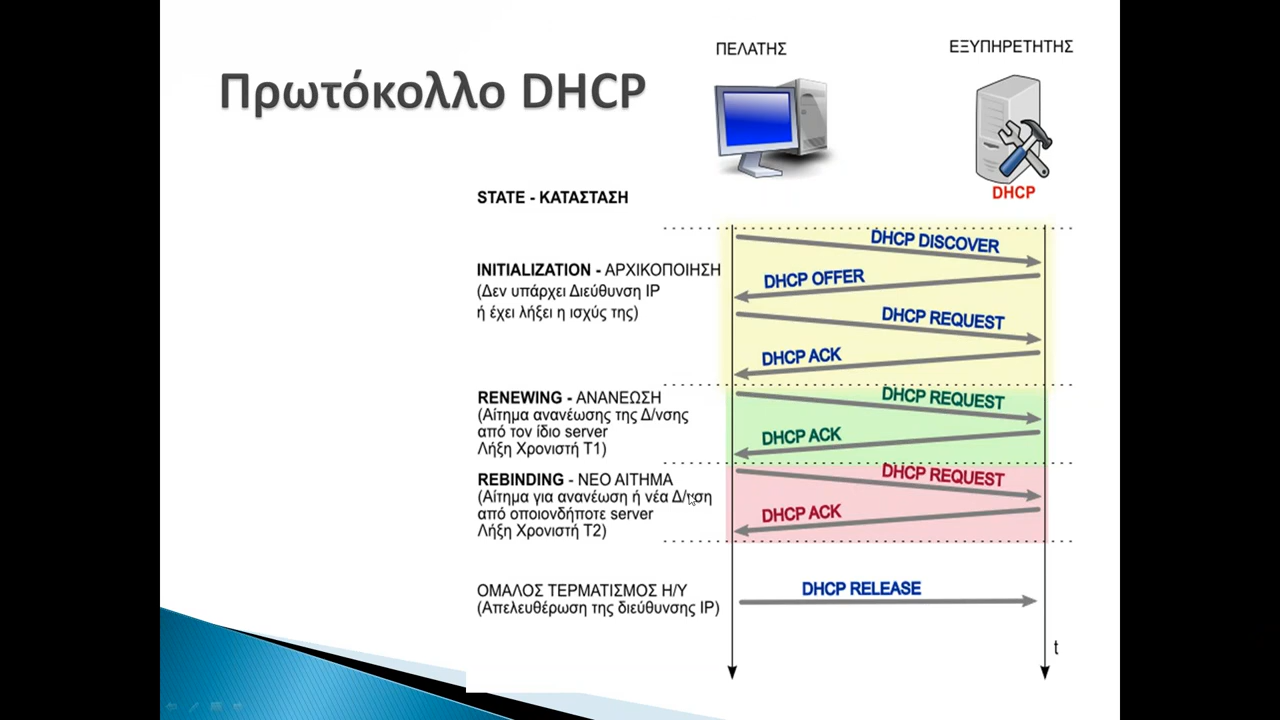 Πρωτόκολλο DHCP
ΠΕΛΑΤΗΣ
ΕΞΥΠΗΡΕΤΗΤΗΣ
DHCP
STATE - ΚΑΤΑΣΤΑΣΗ
DHCP DISCOVER
INITIALIZATION - ΑΡΧΙΚΟΠΟΙΗΣΗ
(Δεν υπάρχει Διεύθυνση IP
ή έχει λήξει η ισχύς της)
DHCP OFFER
DHCP REQUEST
DHCP ACK
RENEWING - ΑΝΑΝΕΩΣΗ
(Αίτημα ανανέωσης της Δ/νσης
από τον ίδιο server
Λήξη Χρονιστή Τ1)
DHCP REQUEST
DHCP ACK
REBINDING - ΝΕΟ ΑΙΤΗΜΑ
(Αίτημα για ανανέωση ή νέα Δ/νση
από οποιονδήποτε server
Λήξη Χρονιστή Τ2)
DHCP REQUEST
DHCP ACK
ΟΜΑΛΟΣ ΤΕΡΜΑΤΙΣΜΟΣ Η/Υ
(Απελευθέρωση της διεύθυνσης IP)
DHCP RELEASE
t